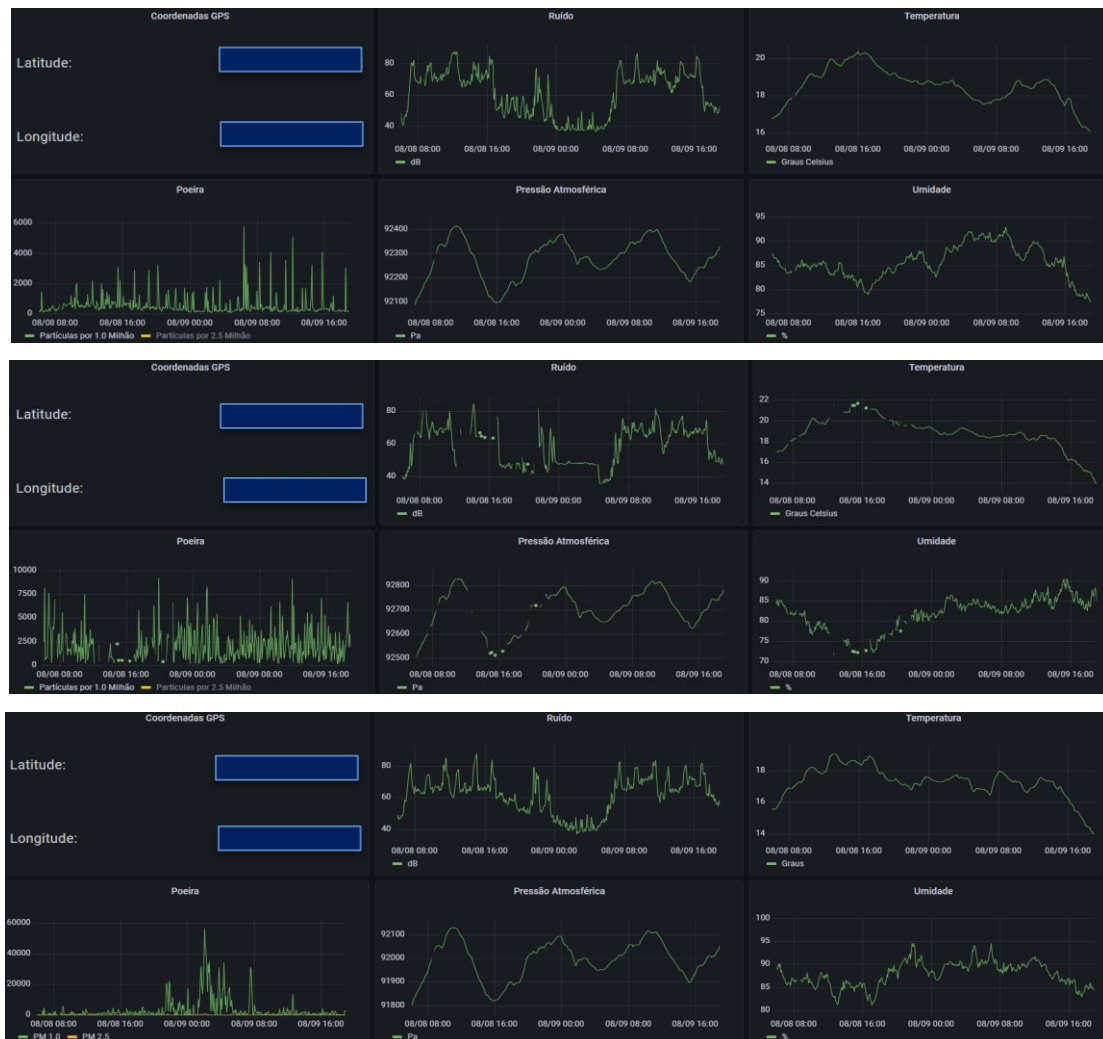 Coordenadas GPS
Latitude:
Longitude:
Ruído
80
60
40
08/08 08:00 08/08 16:00 08/09 00:00 08/09 08:00 08/09 16:00
dB
Temperatura
20
18
16
08/08 08:00 08/08 16:00 08/09 00:00 08/09 08:00 08/09 16:00
Graus Celsius
Poeira
6000
4000
2000
0
08/08 08:00 08/08 16:00 08/09 00:00 08/09 08:00 08/09 16:00
Partículas por 1.0 Milhão Partículas por 2.5 Milhão
Pressão Atmosférica
92400
92300
92200
92100
08/08 08:00 08/08 16:00 08/09 00:00 08/09 08:00 08/09 16:00
Pa
Umidade
95
90
85
80
75
08/08 08:00 08/08 16:00 08/09 00:00 08/09 08:00 08/09 16:00
%
Coordenadas GPS
Latitude:
Longitude:
Ruído
80
60
40
08/08 08:00 08/08 16:00 08/09 00:00 08/09 08:00 08/09 16:00
dB
Temperatura
22
20
18
16
14
08/08 08:00 08/08 16:00 08/09 00:00 08/09 08:00 08/09 16:00
Graus Celsius
Poeira
10000
7500
5000
2500
0
08/08 08:00 08/08 16:00 08/09 00:00 08/09 08:00 08/09 16:00
Partículas por 1.0 Milhão Partículas por 2.5 Milhão
Pressão Atmosférica
92800
92700
92600
92500
08/08 08:00 08/08 16:00 08/09 00:00 08/09 08:00 08/09 16:00
Pa
Umidade
90
85
80
75
70
08/08 08:00 08/08 16:00 08/09 00:00 08/09 08:00 08/09 16:00
%
Coordenadas GPS
Latitude:
Longitude:
Ruído
80
60
40
08/08 08:00 08/08 16:00 08/09 00:00 08/09 08:00 08/09 16:00
dB
Temperatura
18
16
14
08/08 08:00 08/08 16:00 08/09 00:00 08/09 08:00 08/09 16:00
Graus
Poeira
60000
40000
20000
0
08/08 08:00 08/08 16:00 08/09 00:00 08/09 08:00 08/09 16:00
PM 1.0 PM 2.5
Pressão Atmosférica
92100
92000
91900
91800
08/08 08:00 08/08 16:00 08/09 00:00 08/09 08:00 08/09 16:00
Pa
Umidade
100
95
90
85
80
08/08 08:00 08/08 16:00 08/09 00:00 08/09 08:00 08/09 16:00
%